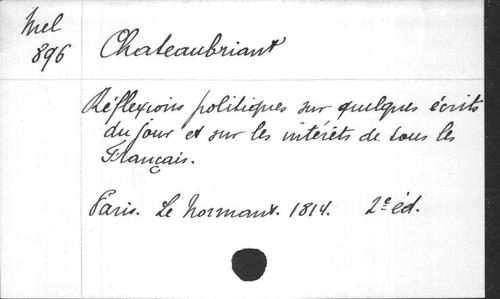 Mel
896
Chateaubriant
Réflexions politiques sur quelques écrits
du jour et sur les intérêts de tous les
Français.
Paris. Le Normant. 1814. 2e éd.